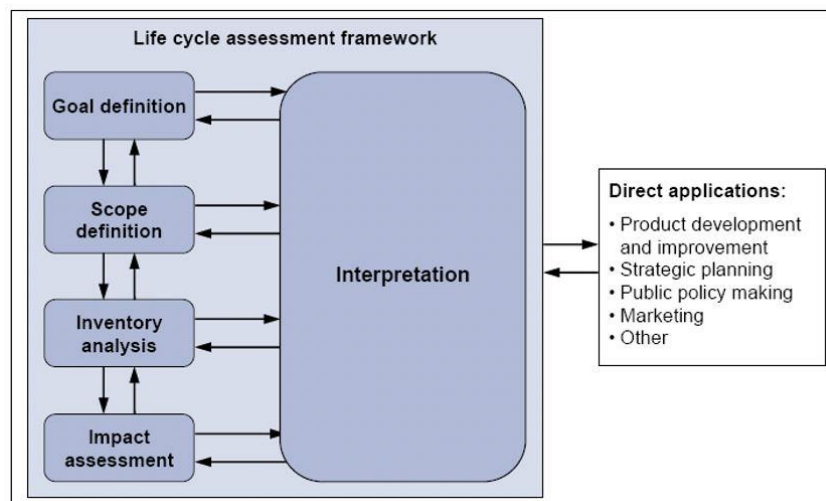 Life cycle assessment framework
Goal definition
Scope
definition
Inventory
analysis
Impact
assessment
Interpretation
Direct applications:
• Product development
and improvement
• Strategic planning
• Public policy making
• Marketing
• Other